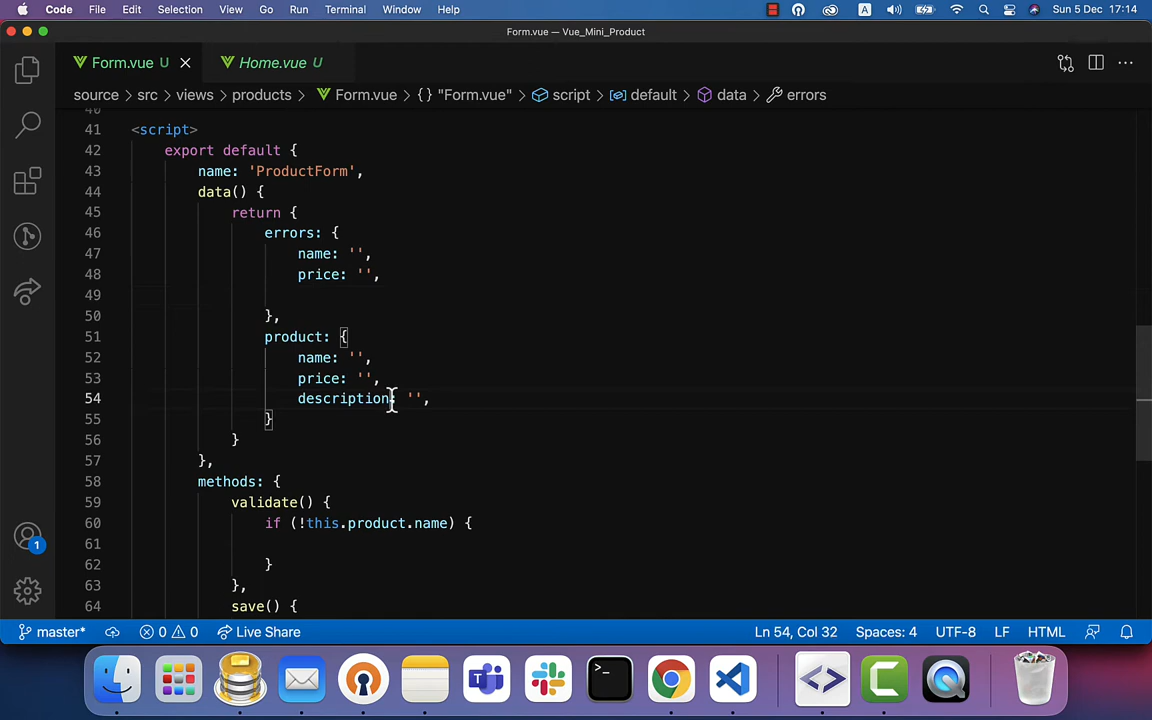 Code File Edit Selection View Go Run Terminal Window Help A Sun 5 Dec 17:14
Form.vue — Vue_Mini_Product
Form.vue U Home.vue U
source > src > views > products > Form.vue > {} "Form.vue" > script > default > data > errors
40
41 <script>
42 export default {
43 name: 'ProductForm',
44 data() {
45 return {
46 errors: {
47 name: '',
48 price: '',
49
50 },
51 product: {
52 name: '',
53 price: '',
54 description: '',
55 }
56 }
57 },
58 methods: {
59 validate() {
60 if (!this.product.name) {
61
62 }
63 },
64 save() {
1
master* 0 0 Live Share Ln 54, Col 32 Spaces: 4 UTF-8 LF HTML